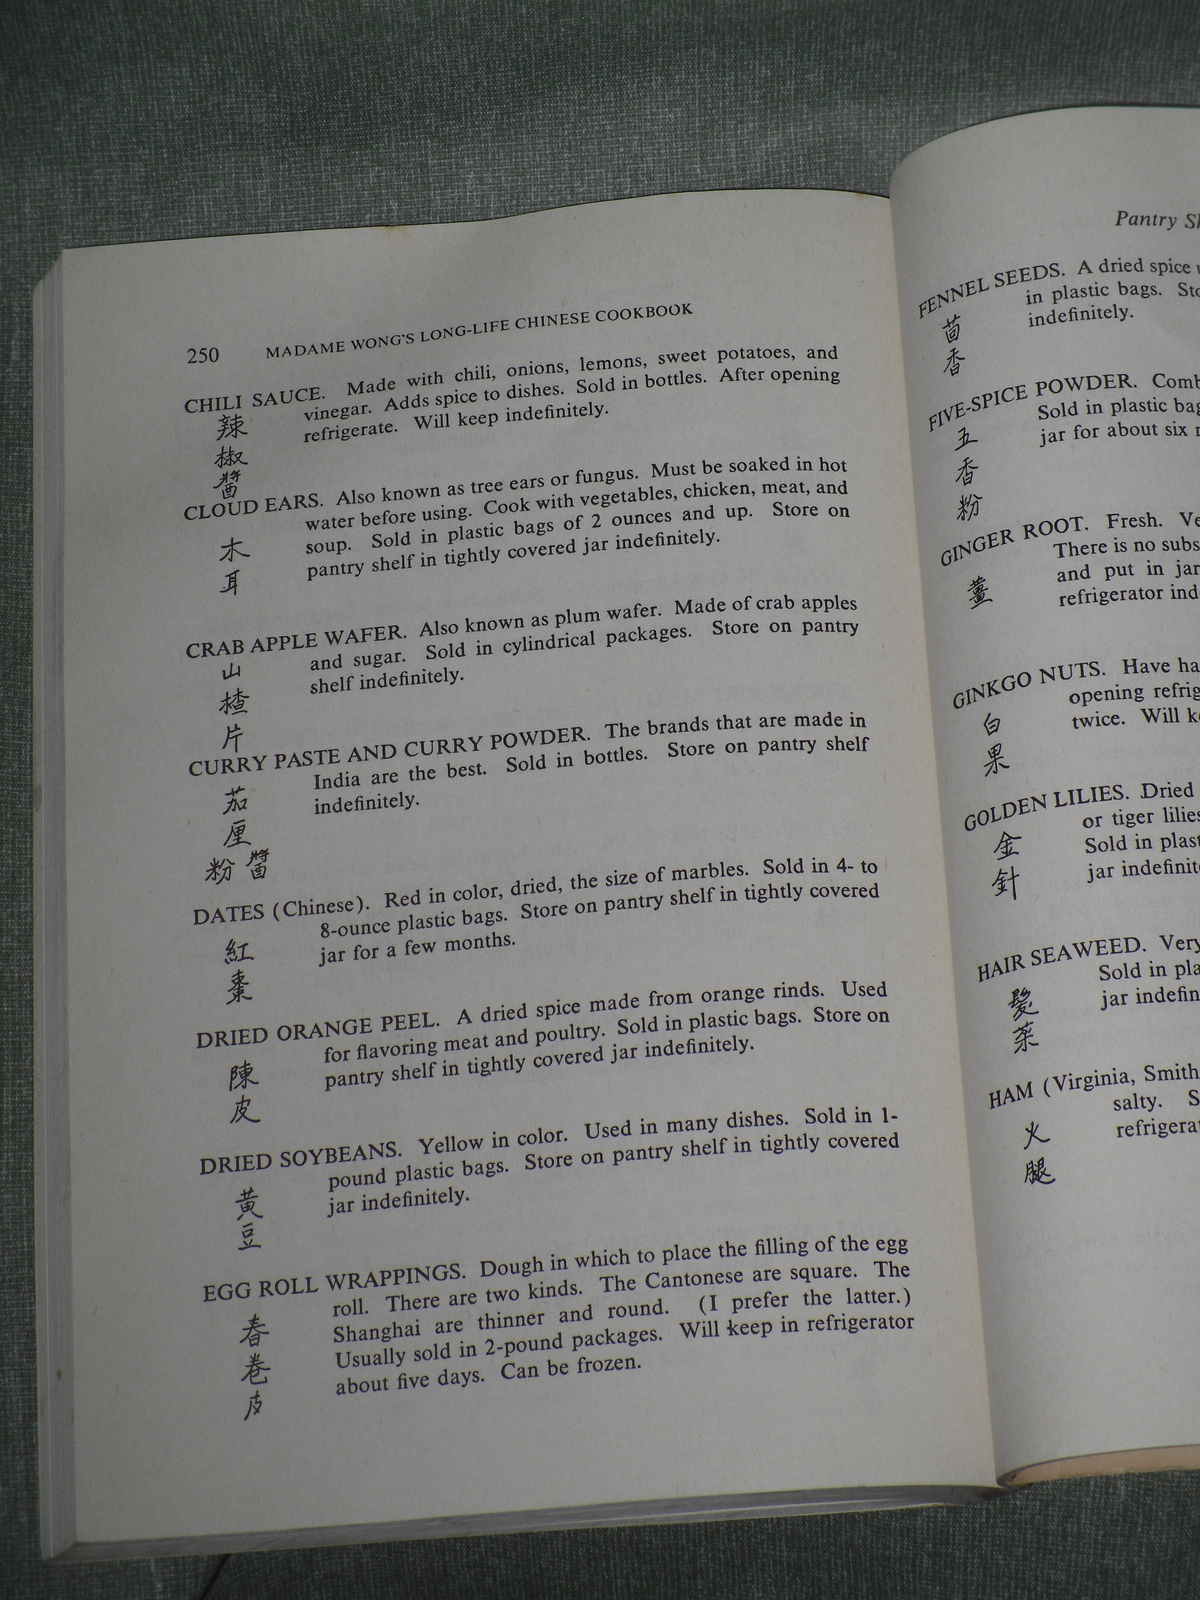 250 MADAME WONG'S LONG-LIFE CHINESE COOKBOOK
CHILI SAUCE. Made with chili, onions, lemons, sweet potatoes, and
vinegar. Adds spice to dishes. Sold in bottles. After opening
refrigerate. Will keep indefinitely.
辣
椒
醬
CLOUD EARS. Also known as tree ears or fungus. Must be soaked in hot
water before using. Cook with vegetables, chicken, meat, and
soup. Sold in plastic bags of 2 ounces and up. Store on
pantry shelf in tightly covered jar indefinitely.
木
耳
CRAB APPLE WAFER. Also known as plum wafer. Made of crab apples
and sugar. Sold in cylindrical packages. Store on pantry
shelf indefinitely.
山
楂
片
CURRY PASTE AND CURRY POWDER. The brands that are made in
India are the best. Sold in bottles. Store on pantry shelf
indefinitely.
茄
厘
粉 醬
DATES (Chinese). Red in color, dried, the size of marbles. Sold in 4- to
8-ounce plastic bags. Store on pantry shelf in tightly covered
jar for a few months.
紅
棗
DRIED ORANGE PEEL. A dried spice made from orange rinds. Used
for flavoring meat and poultry. Sold in plastic bags. Store on
pantry shelf in tightly covered jar indefinitely.
陳
皮
DRIED SOYBEANS. Yellow in color. Used in many dishes. Sold in 1-
pound plastic bags. Store on pantry shelf in tightly covered
jar indefinitely.
黃
豆
EGG ROLL WRAPPINGS. Dough in which to place the filling of the egg
roll. There are two kinds. The Cantonese are square. The
Shanghai are thinner and round. (I prefer the latter.)
Usually sold in 2-pound packages. Will keep in refrigerator
about five days. Can be frozen.
春
卷
皮
Pantry
FENNEL SEEDS. A dried spice
in plastic bags.
indefinitely.
茴
香
FIVE-SPICE POWDER.
Sold in plastic
jar for about six
五
香
粉
GINGER ROOT. Fresh.
There is no
and put in jar
refrigerator
薑
GINKGO NUTS. Have
opening
twice. Will
白
果
GOLDEN LILIES. Dried
or tiger lilies
Sold in
jar
金
針
HAIR SEAWEED. Very
Sold in
jar
髮
菜
HAM (Virginia,
salty.
火
腿